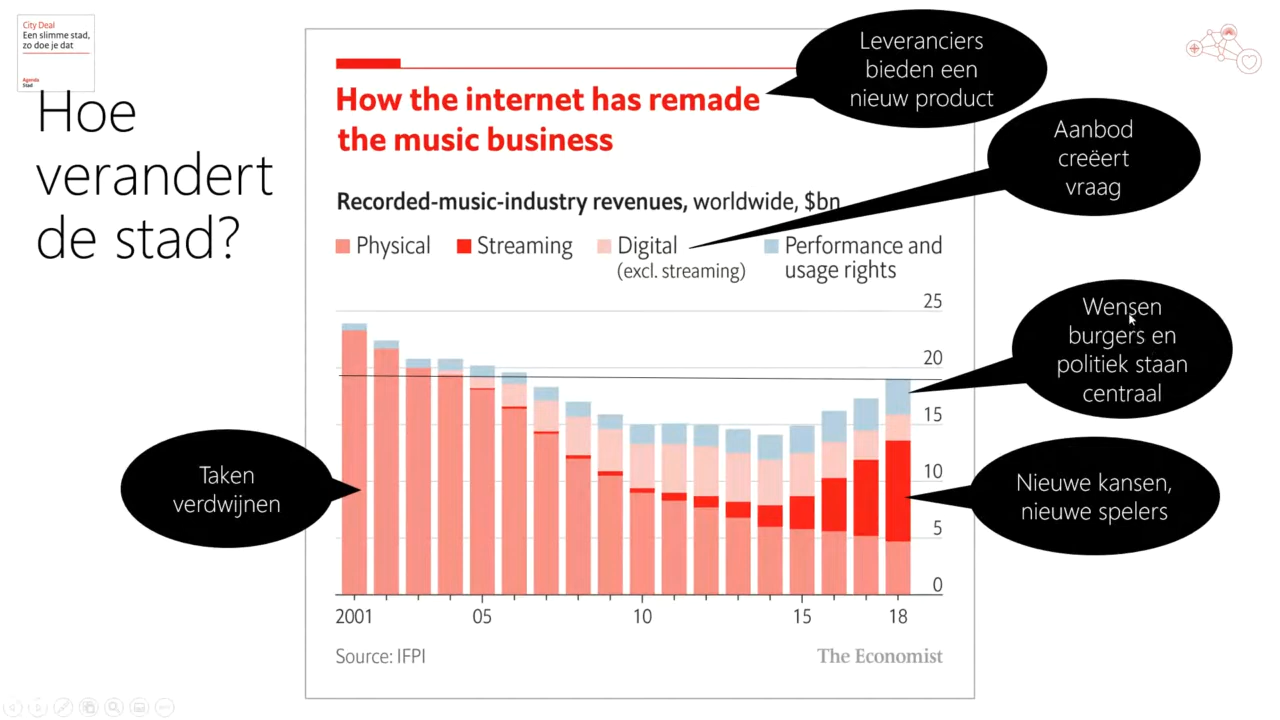 City Deal
Een slimme stad,
zo doe je dat
Agenda
Stad
Hoe
verandert
de stad?
How the internet has remade
the music business
Recorded-music-industry revenues, worldwide, $bn
Physical
Streaming
Digital
(excl. streaming)
Performance and
usage rights
25
20
15
10
5
0
2001
05
10
15
18
Source: IFPI
The Economist
Leveranciers
bieden een
nieuw product
Aanbod
creëert
vraag
Wensen
burgers en
politiek staan
centraal
Nieuwe kansen,
nieuwe spelers
Taken
verdwijnen